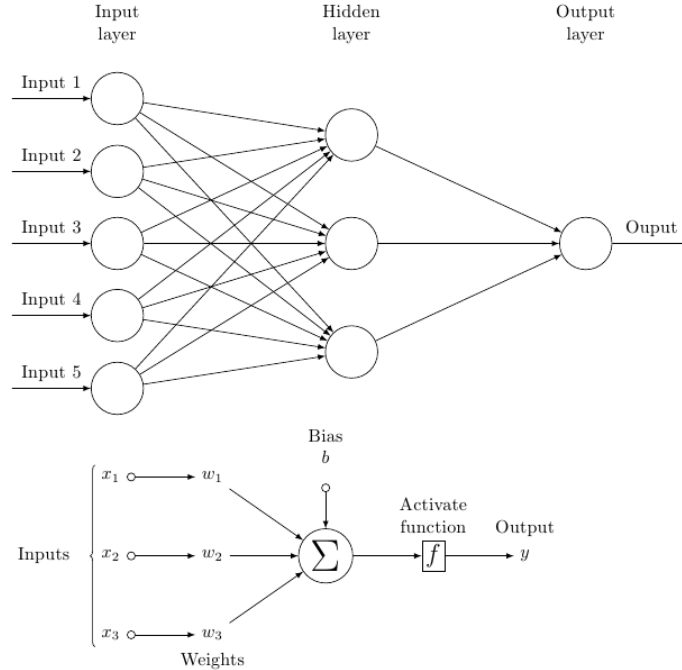 Input
layer
Hidden
layer
Output
layer
Input 1
Input 2
Input 3
Input 4
Input 5
Ouput
Bias
b
x₁
w₁
Activate
function
Output
Inputs
x₂
w₂
∑
f
y
x₃
w₃
Weights